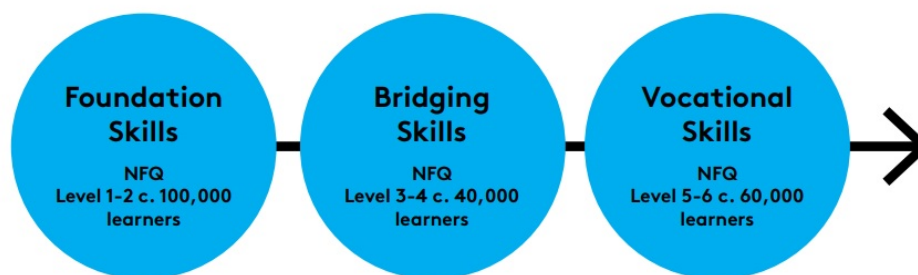 Foundation
Skills
NFQ
Level 1-2 c. 100,000
learners
Bridging
Skills
NFQ
Level 3-4 c. 40,000
learners
Vocational
Skills
NFQ
Level 5-6 c. 60,000
learners